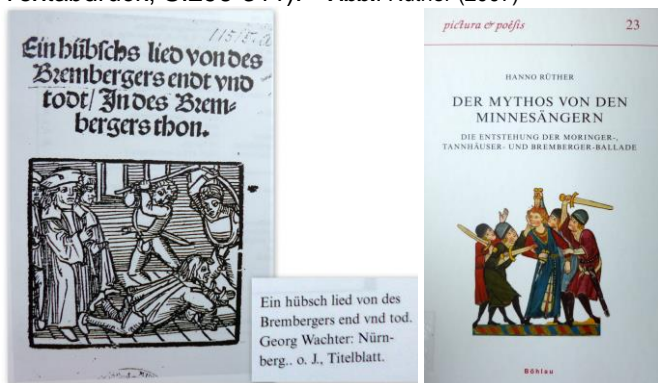 115/5.a
Ein hübschs lied von des
Brembergers endt vnd
todt/ In des Brem⸗
bergers thon.
Ein hübsch lied von des
Brembergers end vnd tod.
Georg Wachter: Nürn-
berg.. o. J., Titelblatt.
pictura & poësis 23
HANNO RÜTHER
DER MYTHOS VON DEN
MINNESÄNGERN
DIE ENTSTEHUNG DER MORINGER-,
TANNHÄUSER- UND BREMBERGER-BALLADE
Böhlau